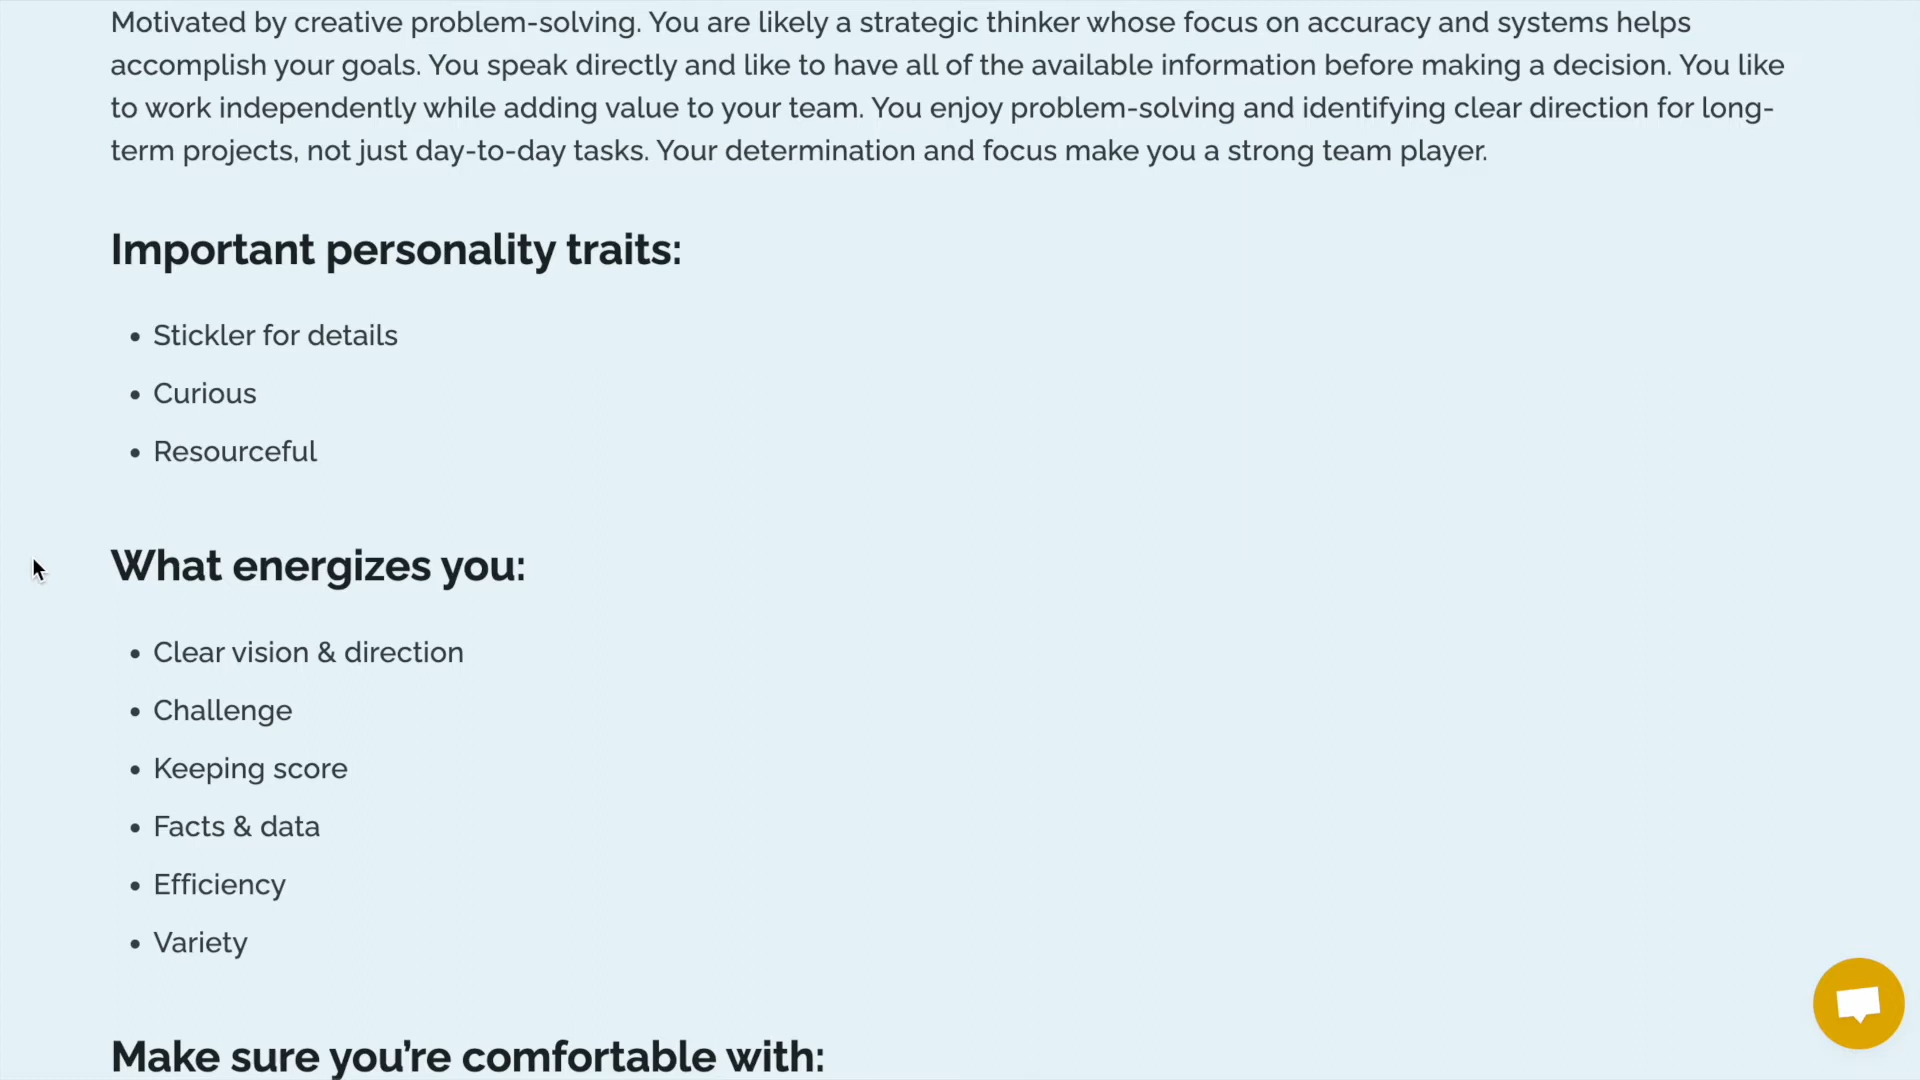 Motivated by creative problem-solving. You are likely a strategic thinker whose focus on accuracy and systems helps
accomplish your goals. You speak directly and like to have all of the available information before making a decision. You like
to work independently while adding value to your team. You enjoy problem-solving and identifying clear direction for long-
term projects, not just day-to-day tasks. Your determination and focus make you a strong team player.
Important personality traits:
• Stickler for details
• Curious
• Resourceful
What energizes you:
• Clear vision & direction
• Challenge
• Keeping score
• Facts & data
• Efficiency
• Variety
Make sure you’re comfortable with: